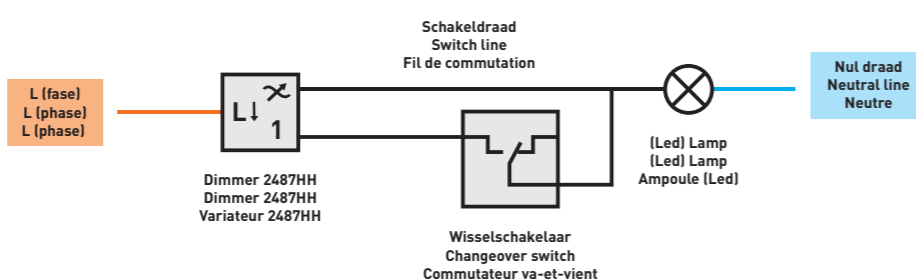 Schakeldraad
Switch line
Fil de commutation
L (fase)
L (phase)
L (phase)
L↓
1
Nul draad
Neutral line
Neutre
Dimmer 2487HH
Dimmer 2487HH
Variateur 2487HH
(Led) Lamp
(Led) Lamp
Ampoule (Led)
Wisselschakelaar
Changeover switch
Commutateur va-et-vient